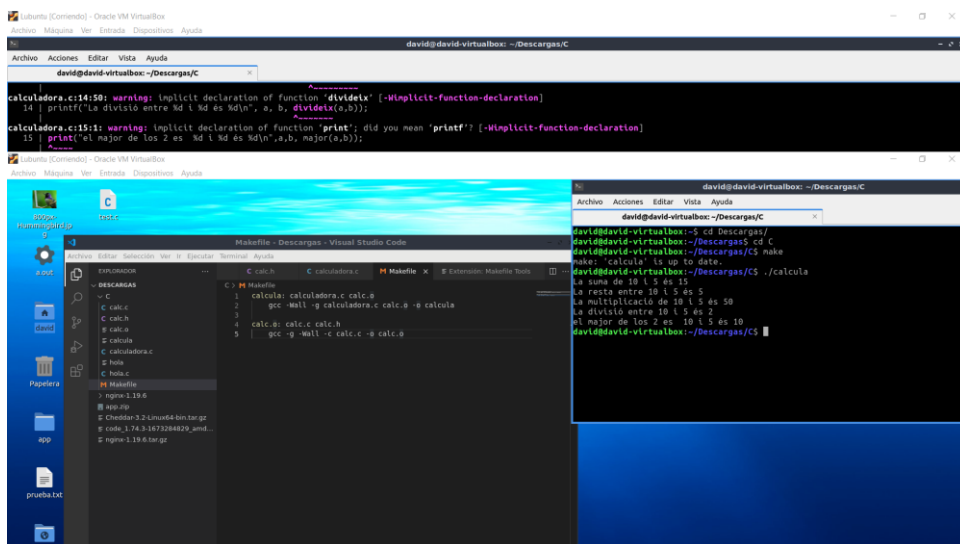 Lubuntu [Corriendo] - Oracle VM VirtualBox
Archivo Máquina Ver Entrada Dispositivos Ayuda
david@david-virtualbox: ~/Descargas/C
Archivo Acciones Editar Vista Ayuda
david@david-virtualbox: ~/Descargas/C ×
calculadora.c:14:50: warning: implicit declaration of function 'divideix' [-Wimplicit-function-declaration]
14 | printf("La divisió entre %d i %d és %d\n", a, b, divideix(a,b));
calculadora.c:15:1: warning: implicit declaration of function 'print'; did you mean 'printf'? [-Wimplicit-function-declaration]
15 | print("el major de los 2 es  %d i %d és %d\n",a,b, major(a,b));
Lubuntu [Corriendo] - Oracle VM VirtualBox
Archivo Máquina Ver Entrada Dispositivos Ayuda
800px-
Hummingbird.jp
g
test.c
a.out
david
Papelera
app
prueba.txt
Makefile - Descargas - Visual Studio Code
Archivo Editar Selección Ver Ir Ejecutar Terminal Ayuda
EXPLORADOR ...
DESCARGAS
C
calc.c
calc.h
calc.o
calcula
calculadora.c
hola
hola.c
Makefile
nginx-1.19.6
app.zip
Cheddar-3.2-Linux64-bin.tar.gz
code_1.74.3-1673284829_amd...
nginx-1.19.6.tar.gz
C calc.h C calculadora.c M Makefile × Extensión: Makefile Tools
C > M Makefile
1 calcula: calculadora.c calc.o
2 gcc -Wall -g calculadora.c calc.o -o calcula
3
4 calc.o: calc.c calc.h
5 gcc -g -Wall -c calc.c -o calc.o
david@david-virtualbox: ~/Descargas/C
Archivo Acciones Editar Vista Ayuda
david@david-virtualbox: ~/Descargas/C ×
david@david-virtualbox:~$ cd Descargas/
david@david-virtualbox:~/Descargas$ cd C
david@david-virtualbox:~/Descargas/C$ make
make: 'calcula' is up to date.
david@david-virtualbox:~/Descargas/C$ ./calcula
La suma de 10 i 5 és 15
La resta entre 10 i 5 és 5
La multiplicació de 10 i 5 és 50
La divisió entre 10 i 5 és 2
el major de los 2 es  10 i 5 és 10
david@david-virtualbox:~/Descargas/C$